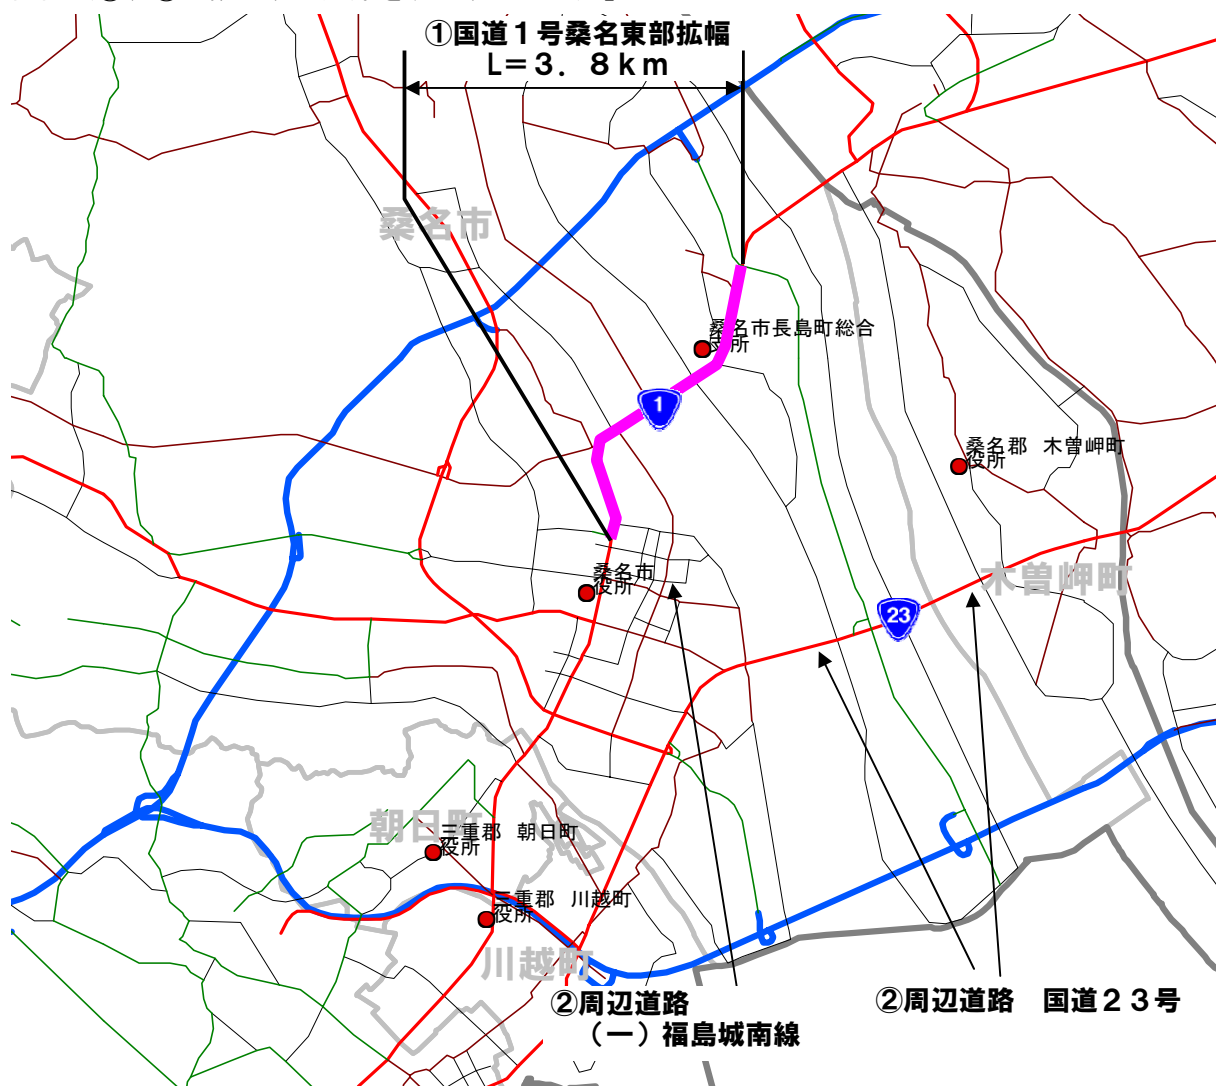 ①国道１号桑名東部拡幅
L＝３．８ｋｍ
桑名市
桑名市長島町総合
支所
1
桑名郡　木曽岬町
役所
木曽岬町
桑名市
役所
23
朝日町
三重郡　朝日町
役所
三重郡　川越町
役所
川越町
②周辺道路
（一）福島城南線
②周辺道路　国道２３号